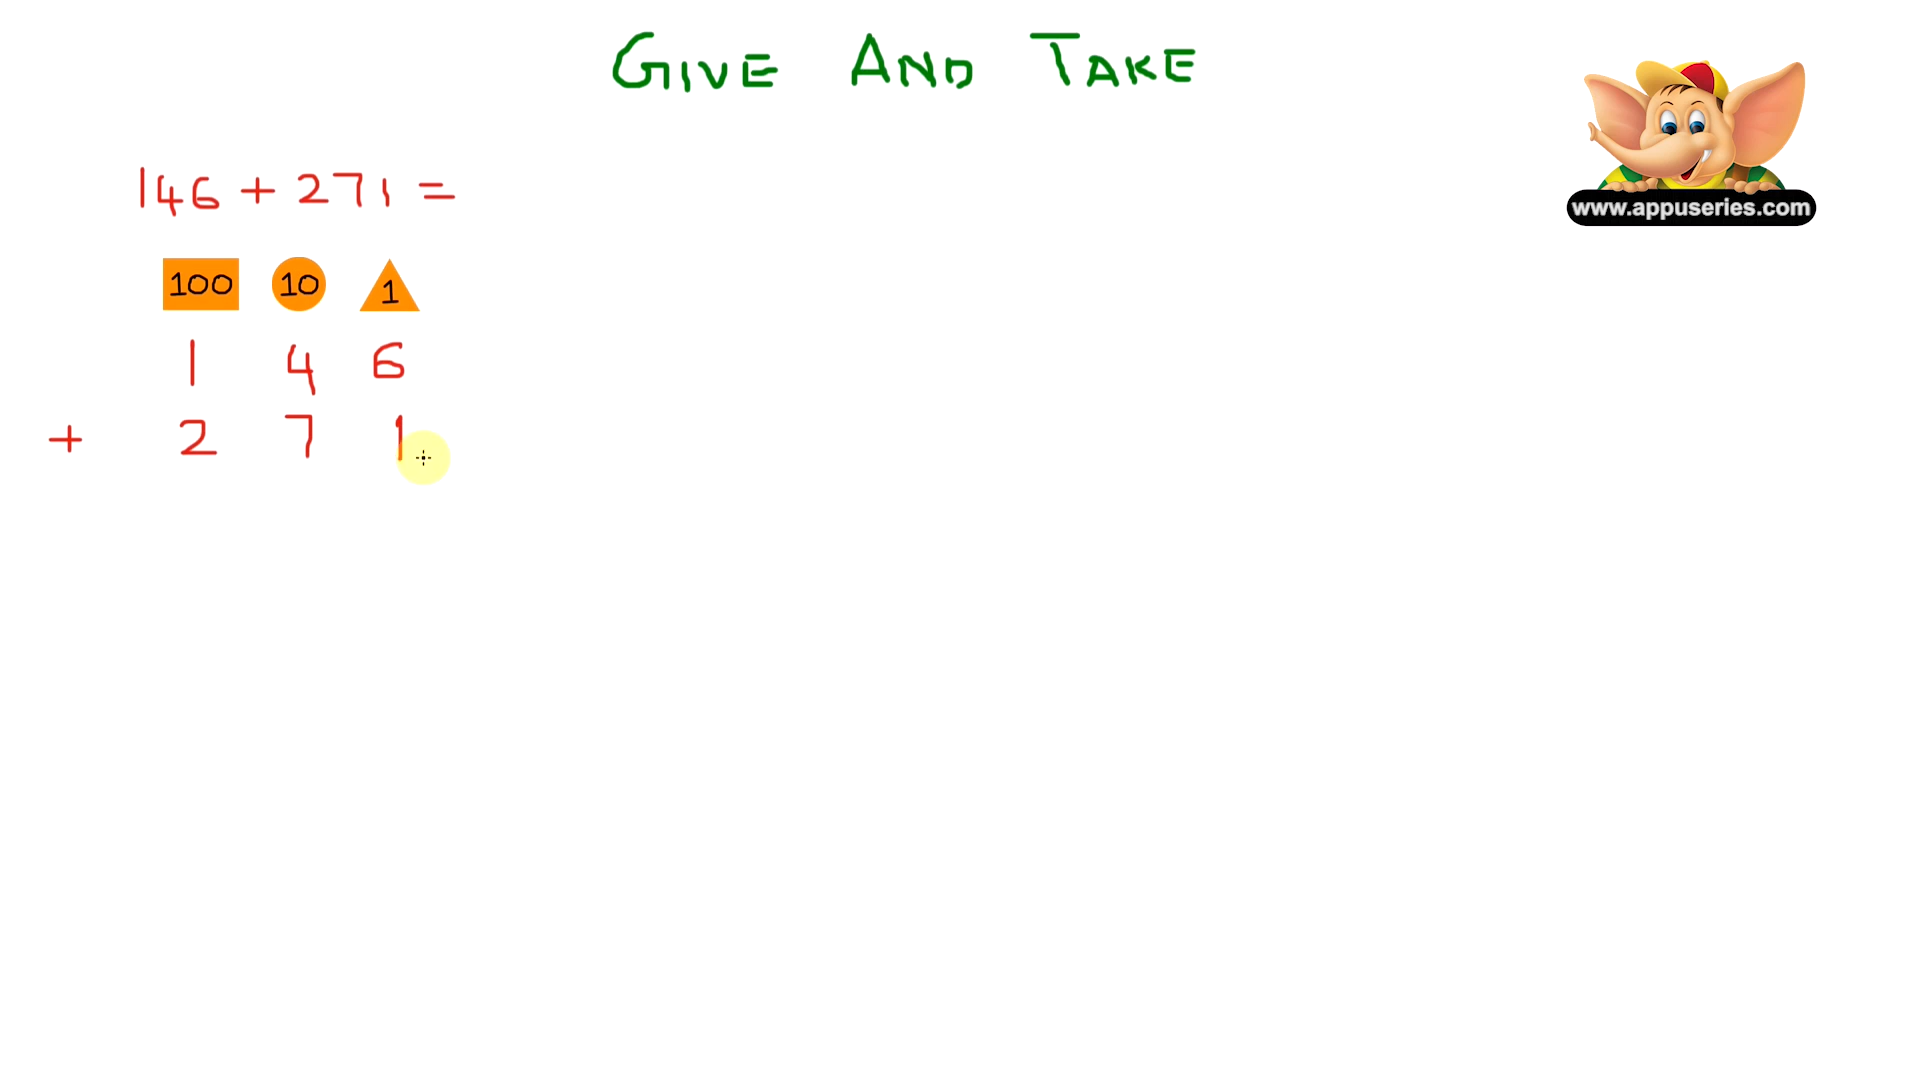 GIVE AND TAKE
www.appuseries.com
146 + 271 =
100 10 1
1 4 6
+ 2 7 1